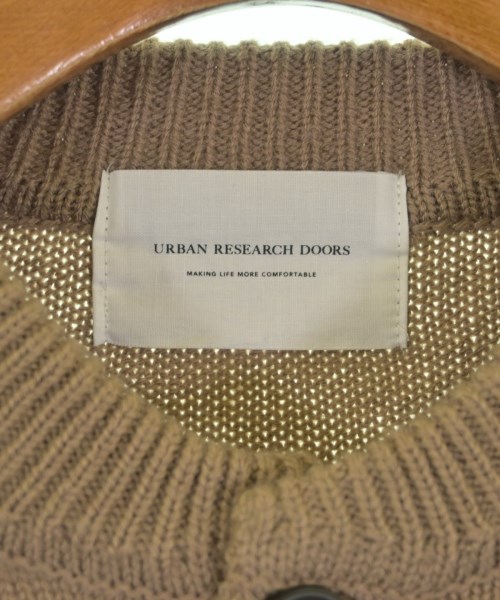 URBAN RESEARCH DOORS
MAKING LIFE MORE COMFORTABLE